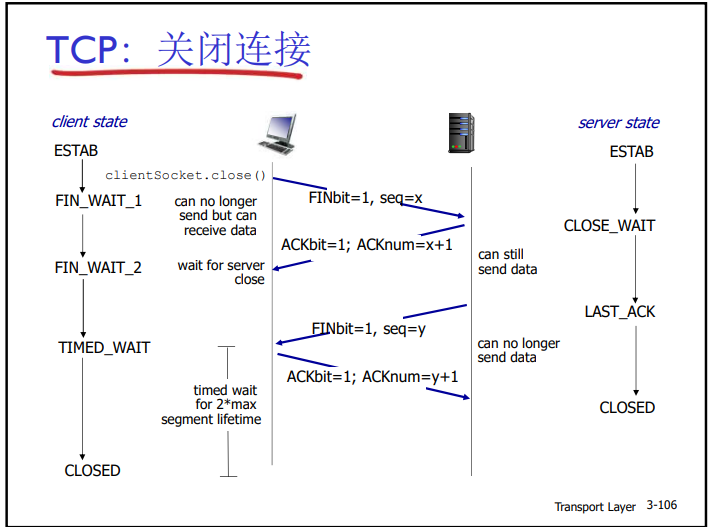 TCP：关闭连接
client state
server state
ESTAB
ESTAB
clientSocket.close()
FIN_WAIT_1
can no longer
send but can
receive data
FINbit=1, seq=x
CLOSE_WAIT
ACKbit=1; ACKnum=x+1
can still
send data
FIN_WAIT_2
wait for server
close
LAST_ACK
FINbit=1, seq=y
can no longer
send data
TIMED_WAIT
ACKbit=1; ACKnum=y+1
timed wait
for 2*max
segment lifetime
CLOSED
CLOSED
Transport Layer 3-106